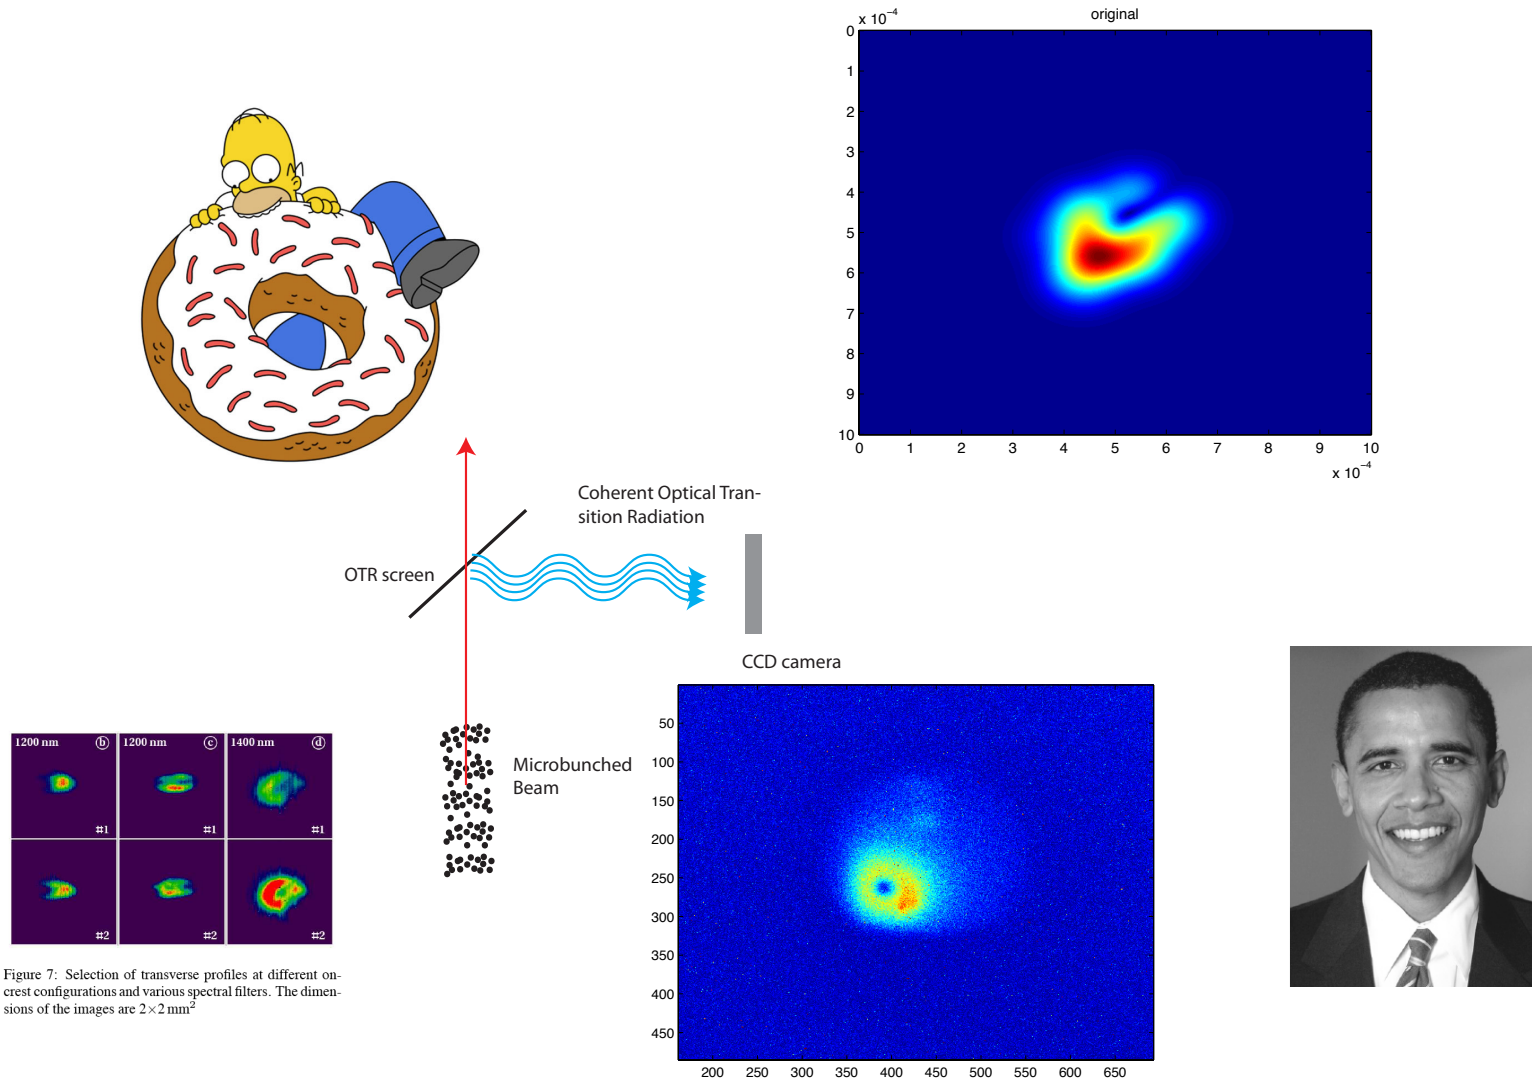 original
x 10⁻⁴
0
1
2
3
4
5
6
7
8
9
10
0 1 2 3 4 5 6 7 8 9 10
x 10⁻⁴
Coherent Optical Tran-
sition Radiation
OTR screen
CCD camera
Microbunched
Beam
1200 nm b 1200 nm c 1400 nm d
#1 #1 #1
#2 #2 #2
Figure 7: Selection of transverse profiles at different on-
crest configurations and various spectral filters. The dimen-
sions of the images are 2×2 mm²
50
100
150
200
250
300
350
400
450
200 250 300 350 400 450 500 550 600 650